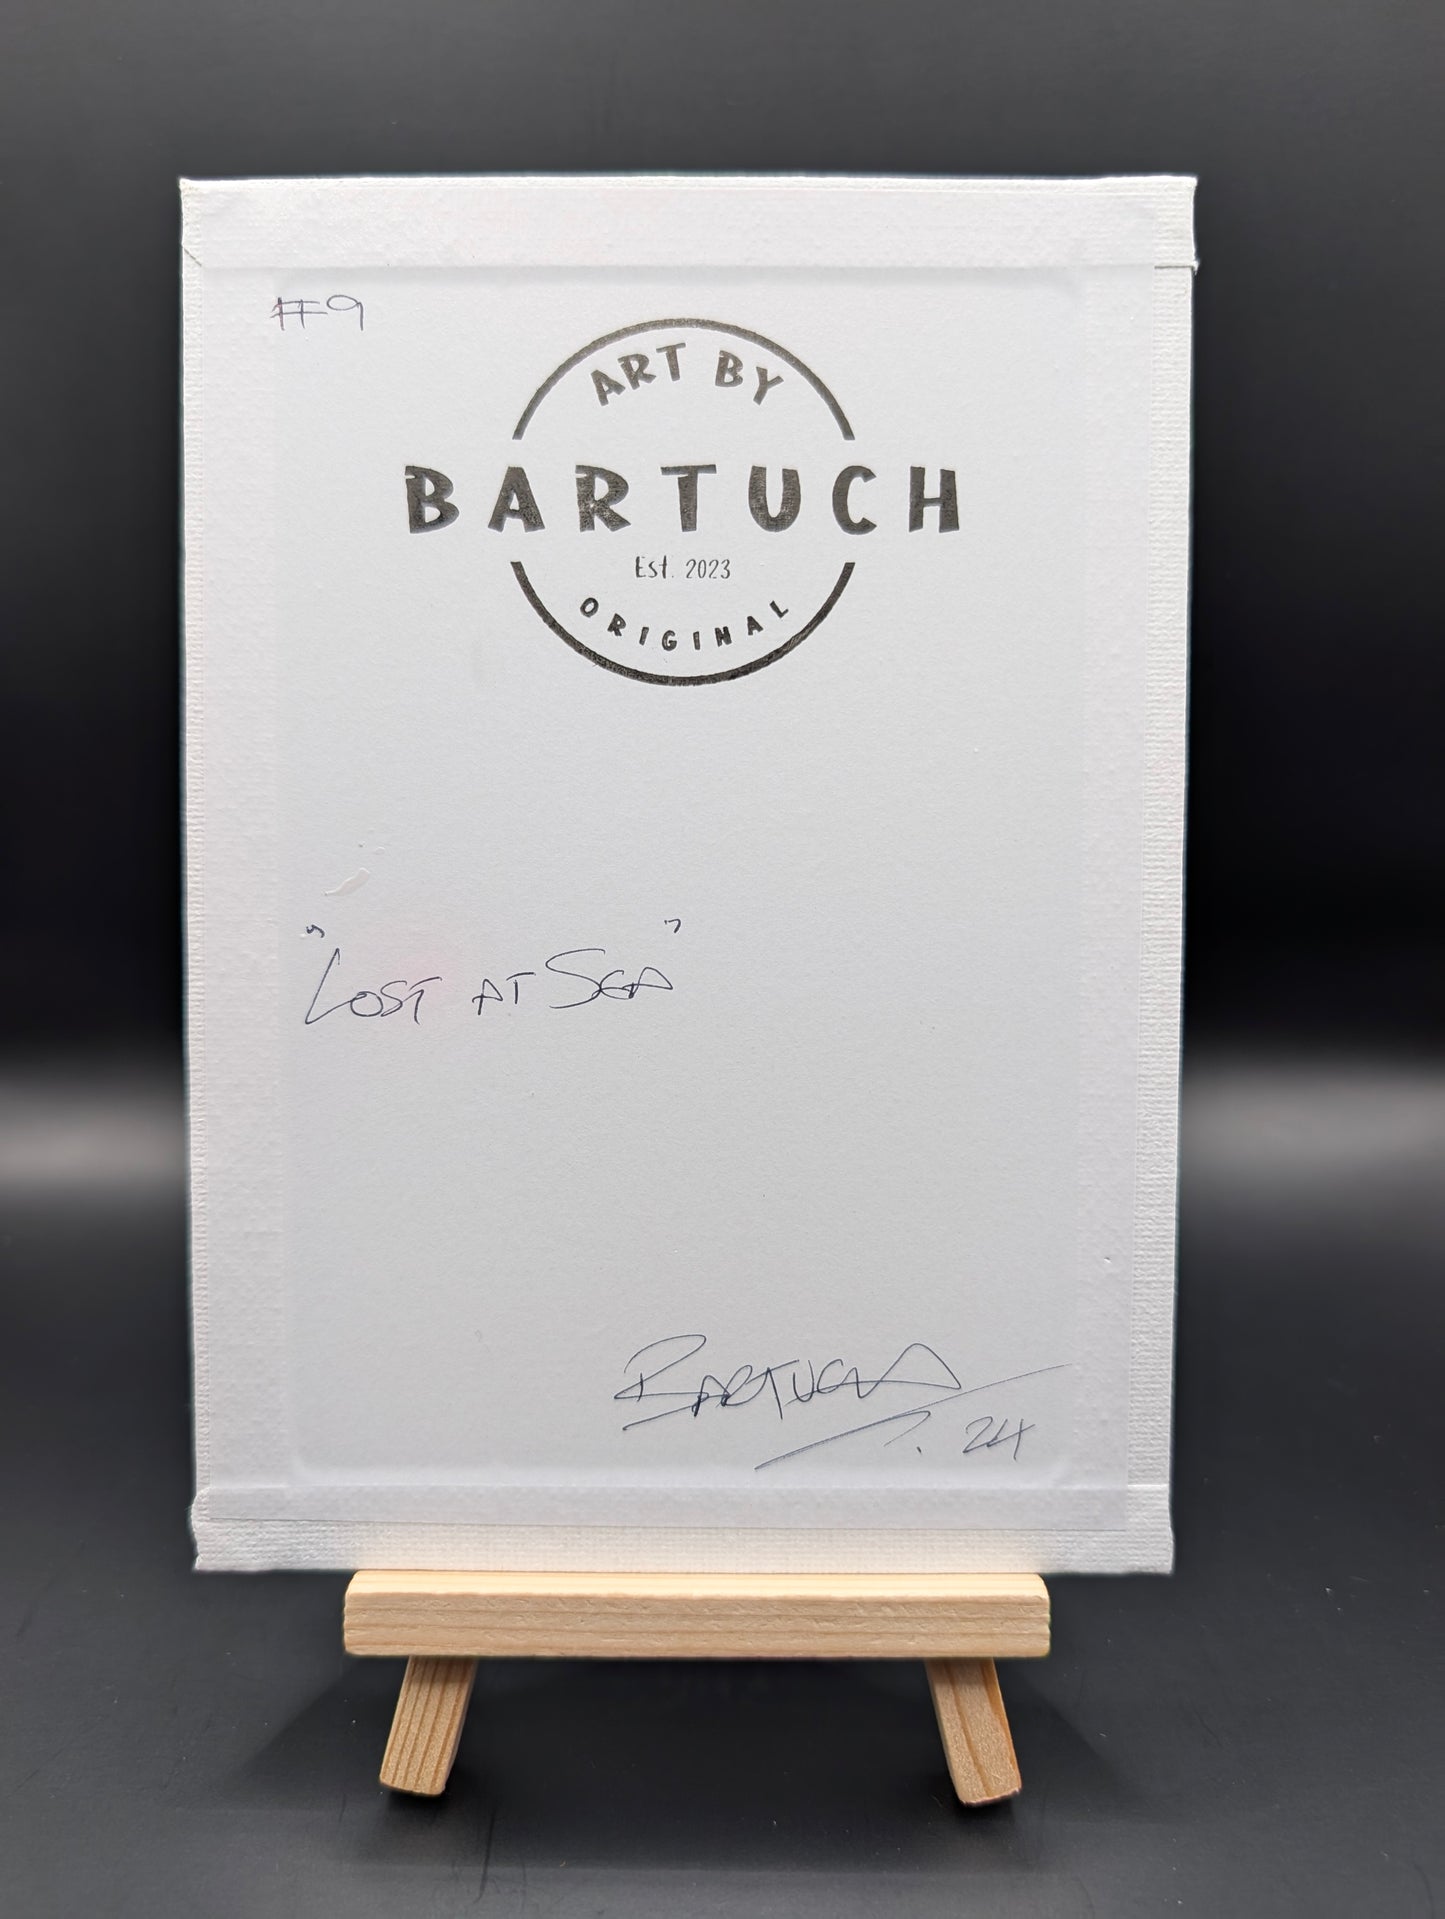 #9
ART BY
BARTUCH
Est. 2023
ORIGINAL
"LOST AT SEA"
BARTUCH
. 24